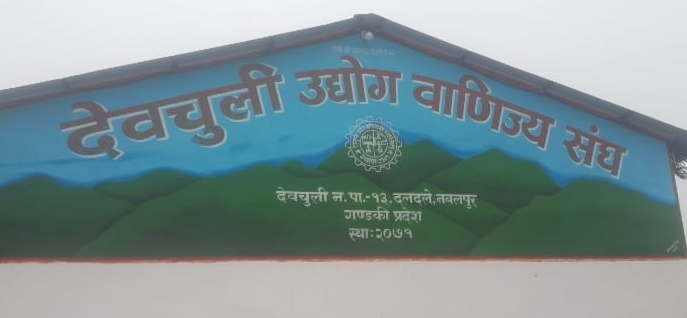 देवचुली उद्योग वाणिज्य संघ
देवचुली न.पा.-१३, दलदले, नवलपुर
गण्डकी प्रदेश
स्था:२०७१